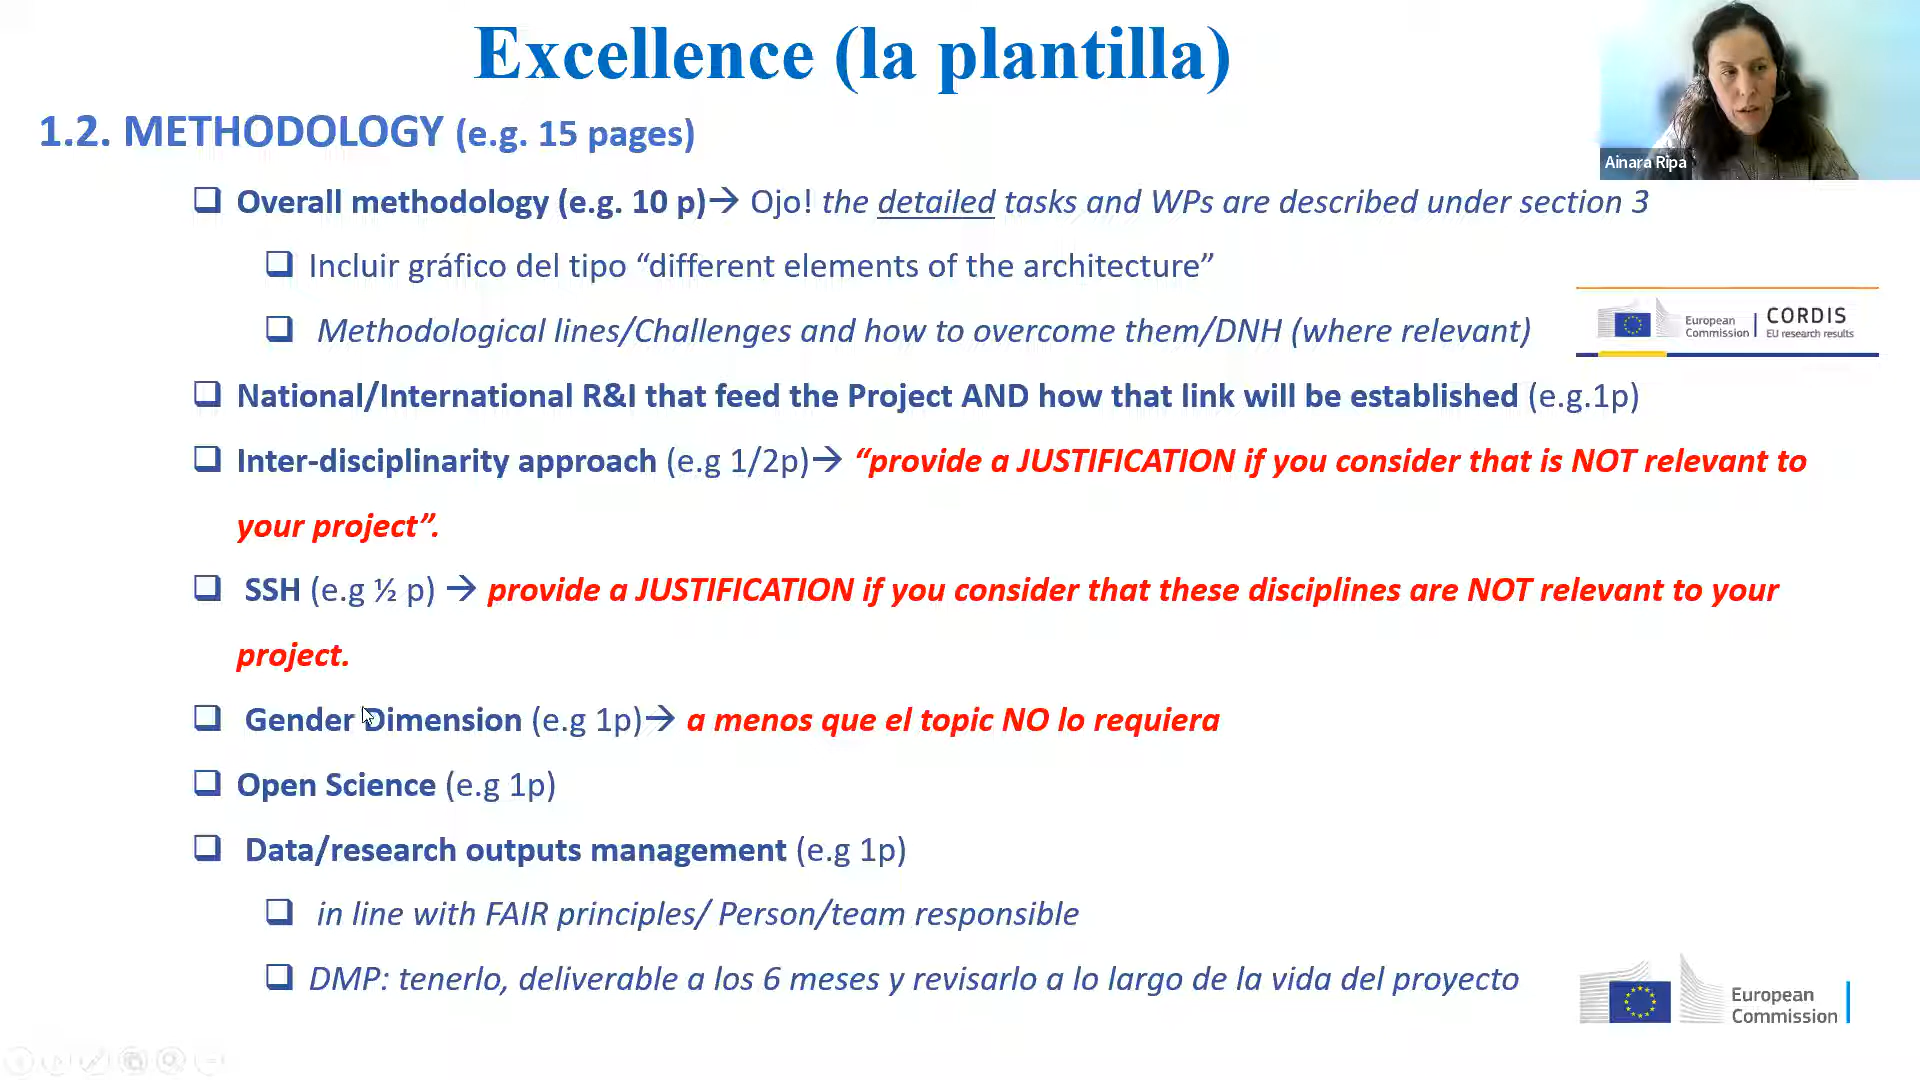 Excellence (la plantilla)
Ainara Ripa
1.2. METHODOLOGY (e.g. 15 pages)
Overall methodology (e.g. 10 p)→ Ojo! the detailed tasks and WPs are described under section 3
Incluir gráfico del tipo “different elements of the architecture”
Methodological lines/Challenges and how to overcome them/DNH (where relevant)
European
Commission
CORDIS
EU research results
National/International R&I that feed the Project AND how that link will be established (e.g.1p)
Inter-disciplinarity approach (e.g 1/2p)→ “provide a JUSTIFICATION if you consider that is NOT relevant to
your project”.
SSH (e.g ½ p) → provide a JUSTIFICATION if you consider that these disciplines are NOT relevant to your
project.
Gender Dimension (e.g 1p)→ a menos que el topic NO lo requiera
Open Science (e.g 1p)
Data/research outputs management (e.g 1p)
in line with FAIR principles/ Person/team responsible
DMP: tenerlo, deliverable a los 6 meses y revisarlo a lo largo de la vida del proyecto
European
Commission